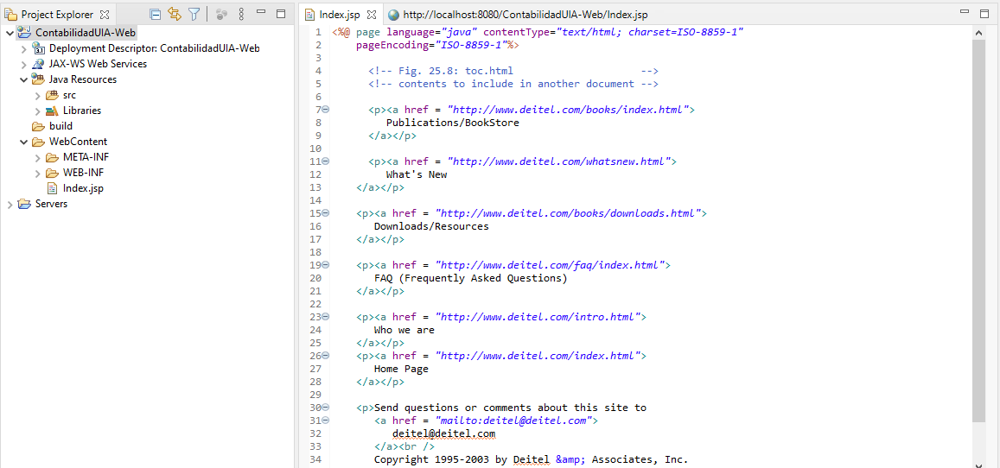 Project Explorer
ContabilidadUIA-Web
3.1 Deployment Descriptor: ContabilidadUIA-Web
JAX-WS Web Services
Java Resources
src
Libraries
build
WebContent
META-INF
WEB-INF
Index.jsp
Servers
Index.jsp http://localhost:8080/ContabilidadUIA-Web/Index.jsp
1 <%@ page language="java" contentType="text/html; charset=ISO-8859-1"
2 pageEncoding="ISO-8859-1"%>
3
4 <!-- Fig. 25.8: toc.html -->
5 <!-- contents to include in another document -->
6
7 <p><a href = "http://www.deitel.com/books/index.html">
8 Publications/BookStore
9 </a></p>
10
11 <p><a href = "http://www.deitel.com/whatsnew.html">
12 What's New
13 </a></p>
14
15 <p><a href = "http://www.deitel.com/books/downloads.html">
16 Downloads/Resources
17 </a></p>
18
19 <p><a href = "http://www.deitel.com/faq/index.html">
20 FAQ (Frequently Asked Questions)
21 </a></p>
22
23 <p><a href = "http://www.deitel.com/intro.html">
24 Who we are
25 </a></p>
26 <p><a href = "http://www.deitel.com/index.html">
27 Home Page
28 </a></p>
29
30 <p>Send questions or comments about this site to
31 <a href = "mailto:deitel@deitel.com">
32 deitel@deitel.com
33 </a><br />
34 Copyright 1995-2003 by Deitel &amp; Associates, Inc.